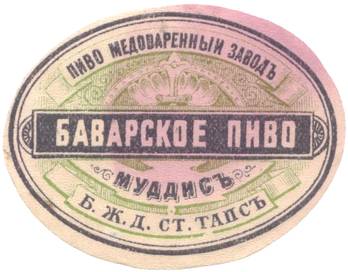 ПИВО МЕДОВАРЕННЫЙ ЗАВОДЪ
БАВАРСКОЕ ПИВО
МУДДИСЪ
Б. Ж. Д. СТ. ТАПСЪ